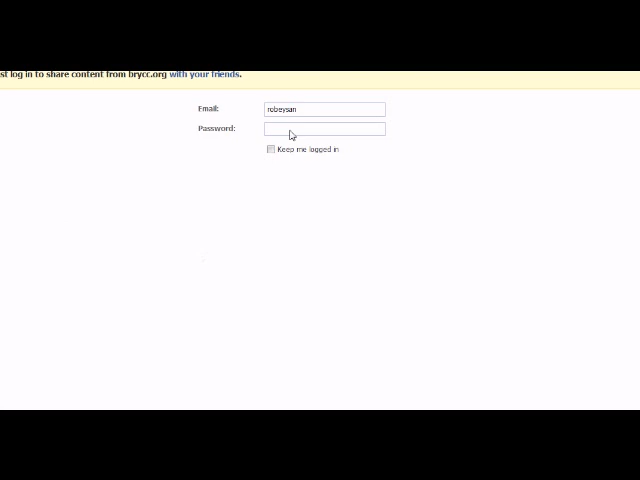 st log in to share content from brycc.org with your friends.
Email: robeysan
Password:
Keep me logged in